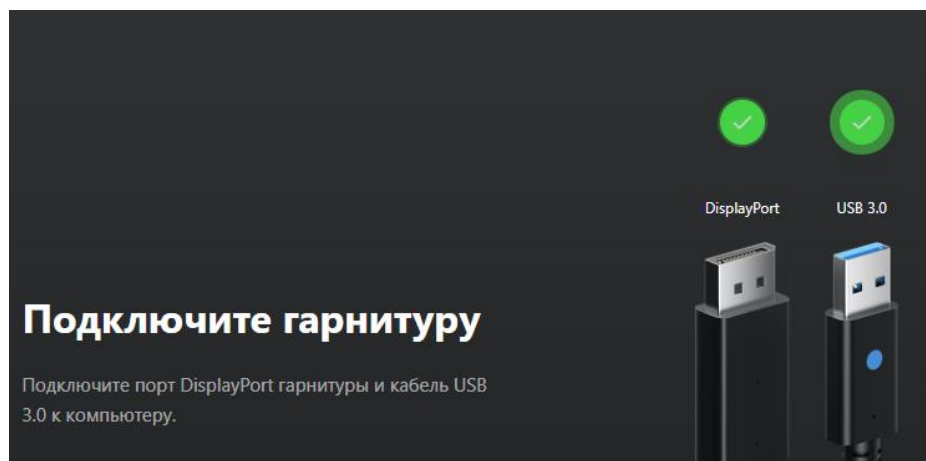 DisplayPort
USB 3.0
Подключите гарнитуру
Подключите порт DisplayPort гарнитуры и кабель USB
3.0 к компьютеру.